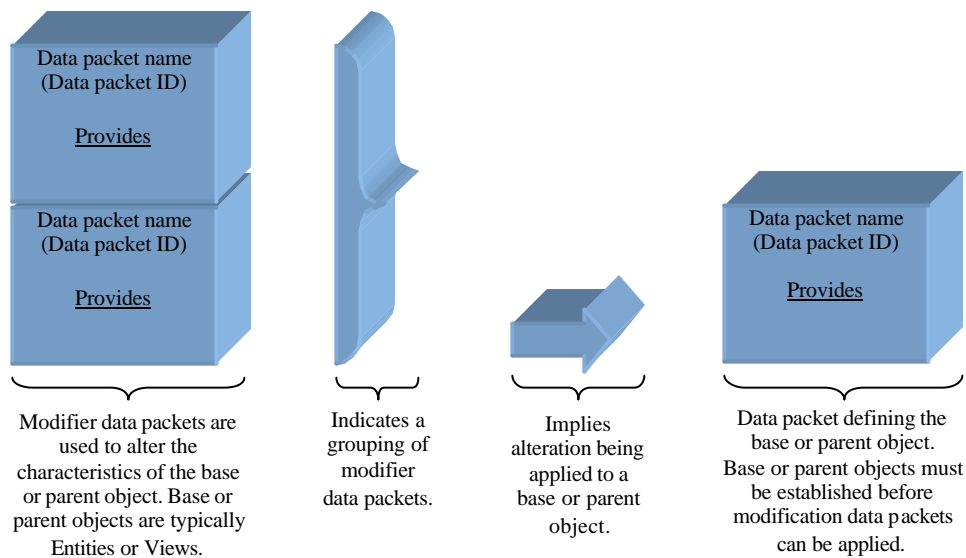 Data packet name
(Data packet ID)
Provides
Data packet name
(Data packet ID)
Provides
Data packet name
(Data packet ID)
Provides
Modifier data packets are
used to alter the
characteristics of the base
or parent object. Base or
parent objects are typically
Entities or Views.
Indicates a
grouping of
modifier
data packets.
Implies
alteration being
applied to a
base or parent
object.
Data packet defining the
base or parent object.
Base or parent objects must
be established before
modification data packets
can be applied.